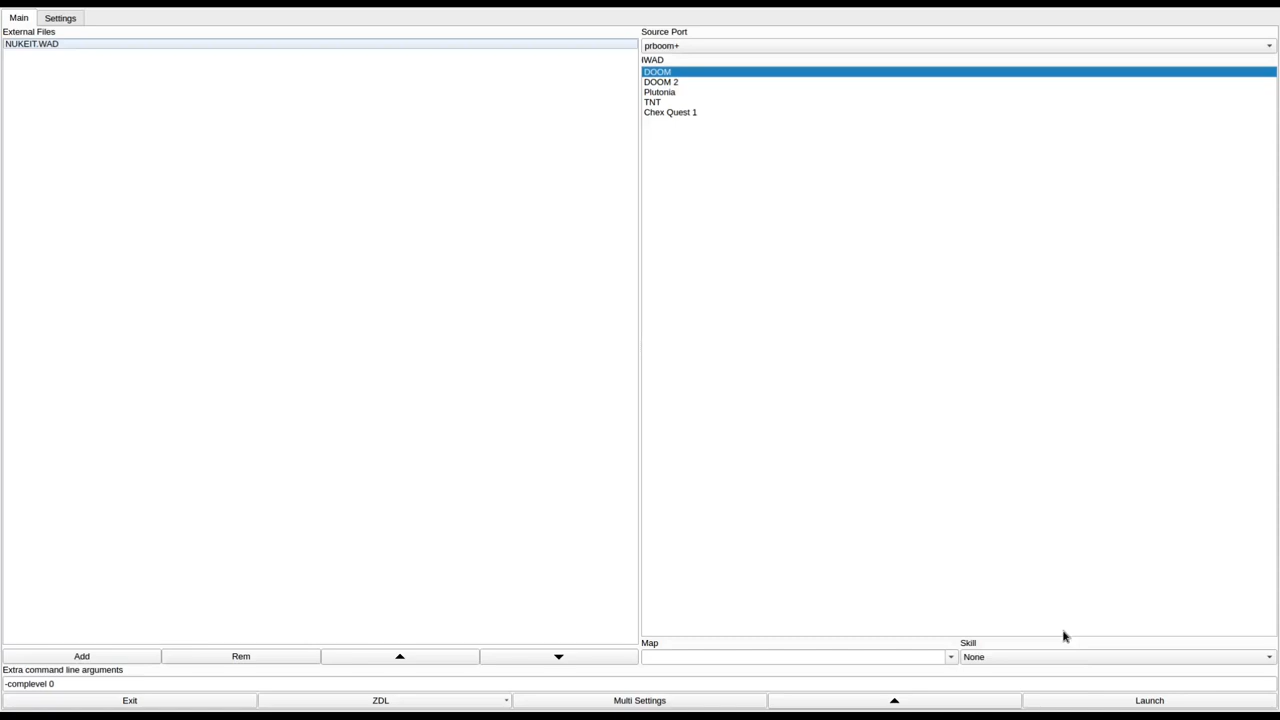 Main Settings
External Files
NUKEIT.WAD
Source Port
prboom+
IWAD
DOOM
DOOM 2
Plutonia
TNT
Chex Quest 1
Add Rem
Map Skill
None
Extra command line arguments
-complevel 0
Exit ZDL Multi Settings Launch